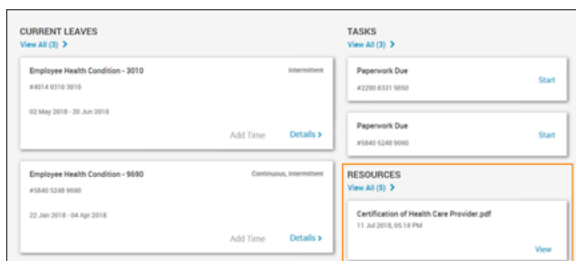 CURRENT LEAVES
View All (3) >
Employee Health Condition - 3010
Intermittent
#4014 9310 3010
02 May 2018 - 20 Jun 2018
Add Time
Details >
Employee Health Condition - 9690
Continuous, Intermittent
#5840 5248 9690
22 Jan 2018 - 04 Apr 2018
Add Time
Details >
TASKS
View All (3) >
Paperwork Due
#2290 8331 9850
Start
Paperwork Due
#5840 5248 9690
Start
RESOURCES
View All (5) >
Certification of Health Care Provider.pdf
11 Jul 2018, 05:18 PM
View